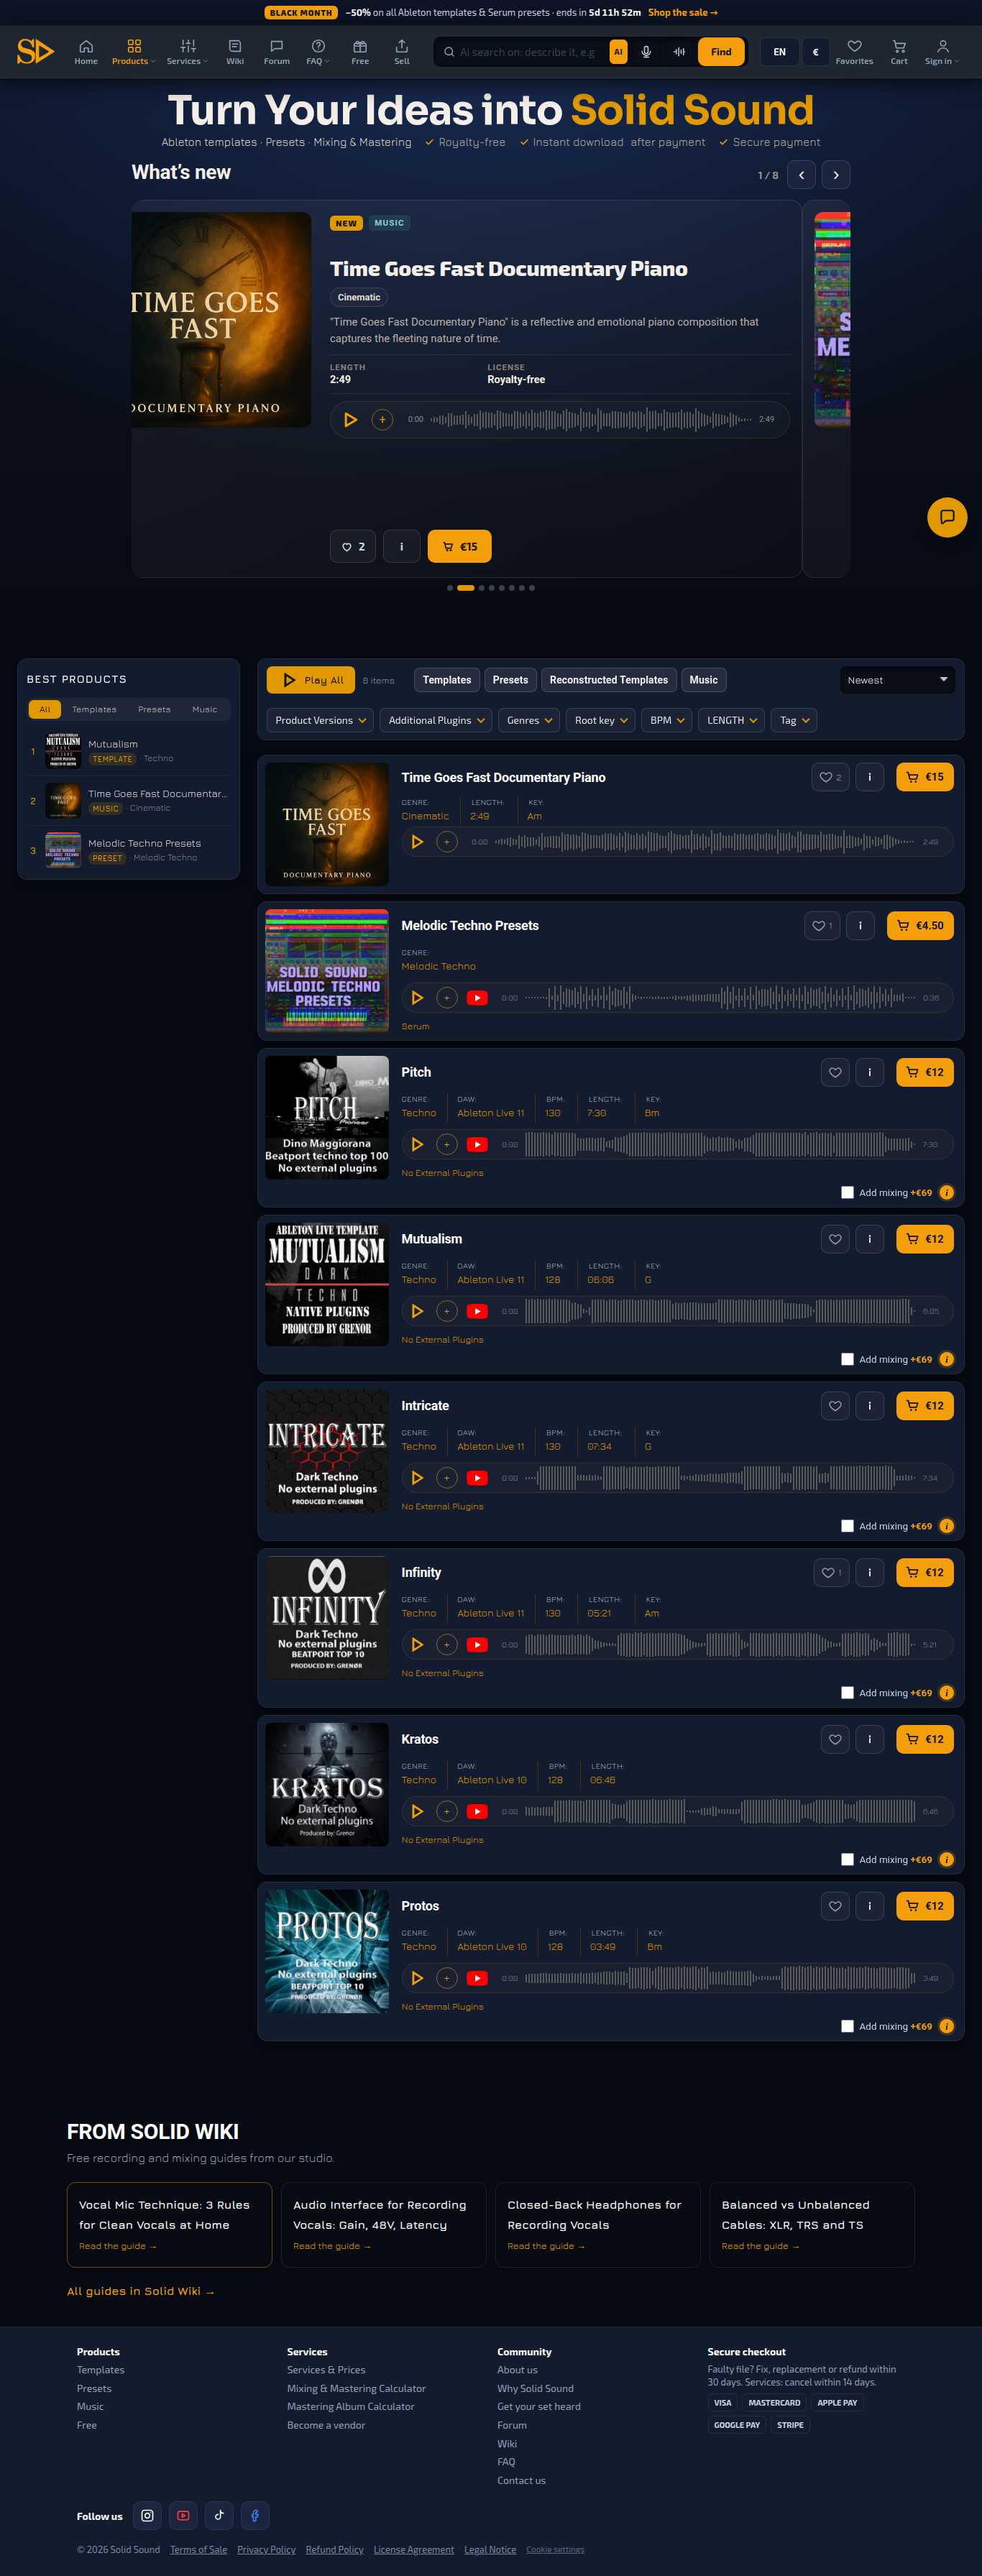 BLACK MONTH −50% on all Ableton templates & Serum presets · ends in 5d 11h 52m Shop the sale →
SD Home Products Services Wiki Forum FAQ Free Sell AI search on: describe it, e.g AI Find EN € Favorites Cart Sign in
Turn Your Ideas into Solid Sound
Ableton templates · Presets · Mixing & Mastering ✓ Royalty-free ✓ Instant download after payment ✓ Secure payment
What's new
1 / 8 ‹ ›
NEW MUSIC
TIME GOES
FAST
DOCUMENTARY PIANO
Time Goes Fast Documentary Piano
Cinematic
"Time Goes Fast Documentary Piano" is a reflective and emotional piano composition that
captures the fleeting nature of time.
LENGTH LICENSE
2:49 Royalty-free
+ 0:00 2:49
2 i €15
BEST PRODUCTS
All Templates Presets Music
1 Mutualism
TEMPLATE · Techno
2 Time Goes Fast Documentar...
MUSIC · Cinematic
3 Melodic Techno Presets
PRESET · Melodic Techno
Play All 8 items Templates Presets Reconstructed Templates Music Newest
Product Versions Additional Plugins Genres Root key BPM LENGTH Tag
TIME GOES
FAST
DOCUMENTARY PIANO
Time Goes Fast Documentary Piano 2 i €15
GENRE: LENGTH: KEY:
Cinematic 2:49 Am
+ 0:00 2:49
SOLID SOUND
MELODIC TECHNO
PRESETS
Melodic Techno Presets 1 i €4.50
GENRE:
Melodic Techno
+ 0:00 0:36
Serum
PITCH
Dino Maggiorana
Beatport techno top 100
No external plugins
Pitch i €12
GENRE: DAW: BPM: LENGTH: KEY:
Techno Ableton Live 11 130 7:30 Bm
+ 0:00 7:30
No External Plugins
Add mixing +€69 i
ABLETON LIVE TEMPLATE
MUTUALISM
DARK
TECHNO
NATIVE PLUGINS
PRODUCED BY GRENOR
Mutualism i €12
GENRE: DAW: BPM: LENGTH: KEY:
Techno Ableton Live 11 128 06:06 G
+ 0:00 6:05
No External Plugins
Add mixing +€69 i
INTRICATE
Dark Techno
No external plugins
PRODUCED BY: GRENØR
Intricate i €12
GENRE: DAW: BPM: LENGTH: KEY:
Techno Ableton Live 11 130 07:34 G
+ 0:00 7:34
No External Plugins
Add mixing +€69 i
INFINITY
Dark Techno
No external plugins
BEATPORT TOP 10
PRODUCED BY: GRENØR
Infinity 1 i €12
GENRE: DAW: BPM: LENGTH: KEY:
Techno Ableton Live 11 130 05:21 Am
+ 0:00 5:21
No External Plugins
Add mixing +€69 i
KRATOS
Dark Techno
No external plugins
Produced by: Grenor
Kratos i €12
GENRE: DAW: BPM: LENGTH:
Techno Ableton Live 10 128 06:46
+ 0:00 6:46
No External Plugins
Add mixing +€69 i
PROTOS
Dark Techno
No external plugins
BEATPORT TOP 10
PRODUCED BY: GRENØR
Protos i €12
GENRE: DAW: BPM: LENGTH: KEY:
Techno Ableton Live 10 128 03:49 Bm
+ 0:00 3:49
No External Plugins
Add mixing +€69 i
FROM SOLID WIKI
Free recording and mixing guides from our studio.
Vocal Mic Technique: 3 Rules
for Clean Vocals at Home
Read the guide →
Audio Interface for Recording
Vocals: Gain, 48V, Latency
Read the guide →
Closed-Back Headphones for
Recording Vocals
Read the guide →
Balanced vs Unbalanced
Cables: XLR, TRS and TS
Read the guide →
All guides in Solid Wiki →
Products
Templates
Presets
Music
Free
Services
Services & Prices
Mixing & Mastering Calculator
Mastering Album Calculator
Become a vendor
Community
About us
Why Solid Sound
Get your set heard
Forum
Wiki
FAQ
Contact us
Secure checkout
Faulty file? Fix, replacement or refund within
30 days. Services: cancel within 14 days.
VISA MASTERCARD APPLE PAY
GOOGLE PAY STRIPE
Follow us
© 2026 Solid Sound Terms of Sale Privacy Policy Refund Policy License Agreement Legal Notice Cookie settings